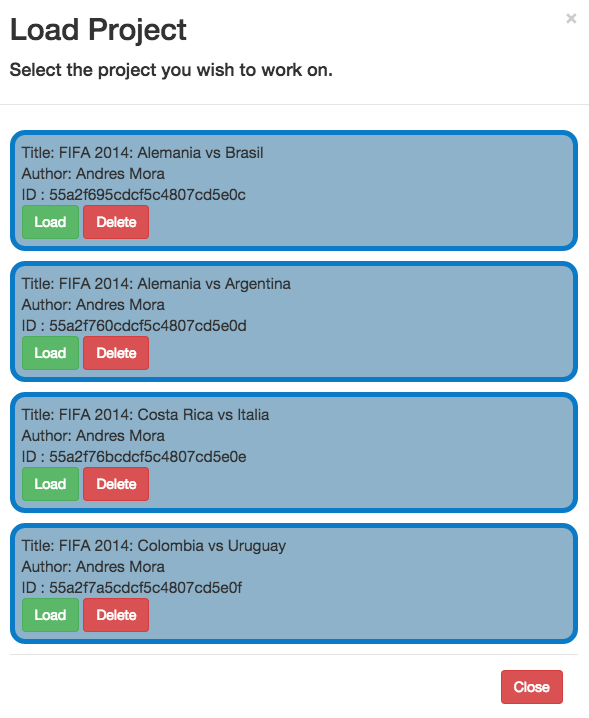 Load Project
×
Select the project you wish to work on.
Title: FIFA 2014: Alemania vs Brasil
Author: Andres Mora
ID : 55a2f695cdcf5c4807cd5e0c
Load Delete
Title: FIFA 2014: Alemania vs Argentina
Author: Andres Mora
ID : 55a2f760cdcf5c4807cd5e0d
Load Delete
Title: FIFA 2014: Costa Rica vs Italia
Author: Andres Mora
ID : 55a2f76bcdcf5c4807cd5e0e
Load Delete
Title: FIFA 2014: Colombia vs Uruguay
Author: Andres Mora
ID : 55a2f7a5cdcf5c4807cd5e0f
Load Delete
Close